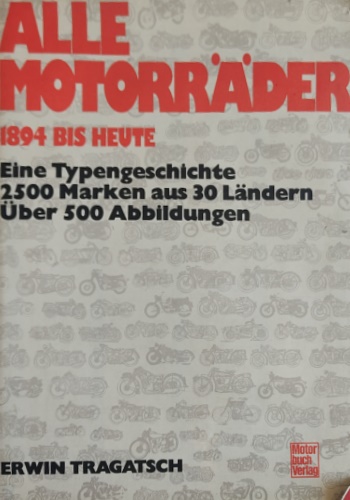 ALLE
MOTORRÄDER
1894 BIS HEUTE
Eine Typengeschichte
2500 Marken aus 30 Ländern
Über 500 Abbildungen
ERWIN TRAGATSCH
Motor
buch
Verlag